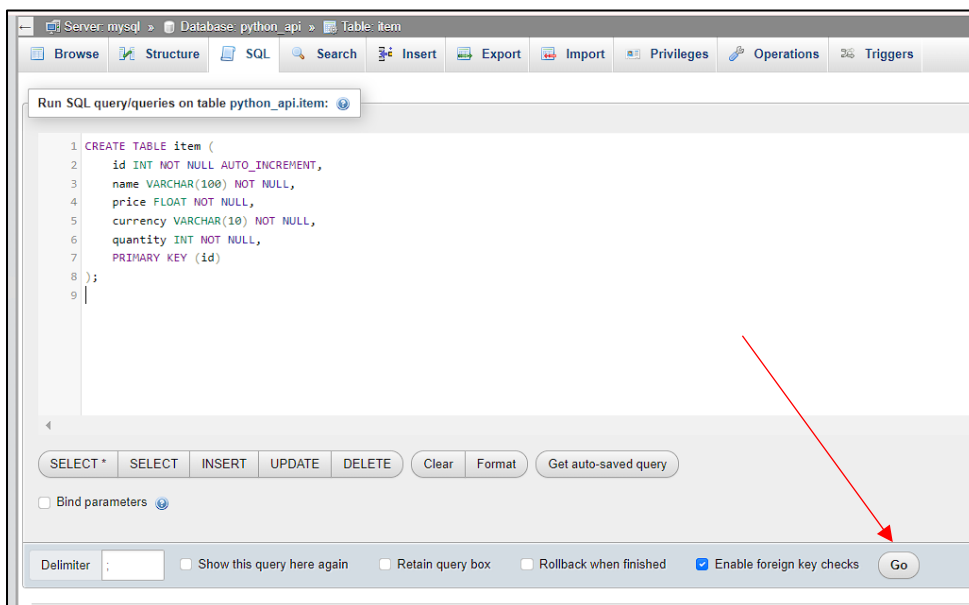 Server: mysql » Database: python_api » Table: item
Browse Structure SQL Search Insert Export Import Privileges Operations Triggers
Run SQL query/queries on table python_api.item:
1 CREATE TABLE item (
2 id INT NOT NULL AUTO_INCREMENT,
3 name VARCHAR(100) NOT NULL,
4 price FLOAT NOT NULL,
5 currency VARCHAR(10) NOT NULL,
6 quantity INT NOT NULL,
7 PRIMARY KEY (id)
8 );
9
SELECT * SELECT INSERT UPDATE DELETE Clear Format Get auto-saved query
Bind parameters
Delimiter ; Show this query here again Retain query box Rollback when finished Enable foreign key checks Go